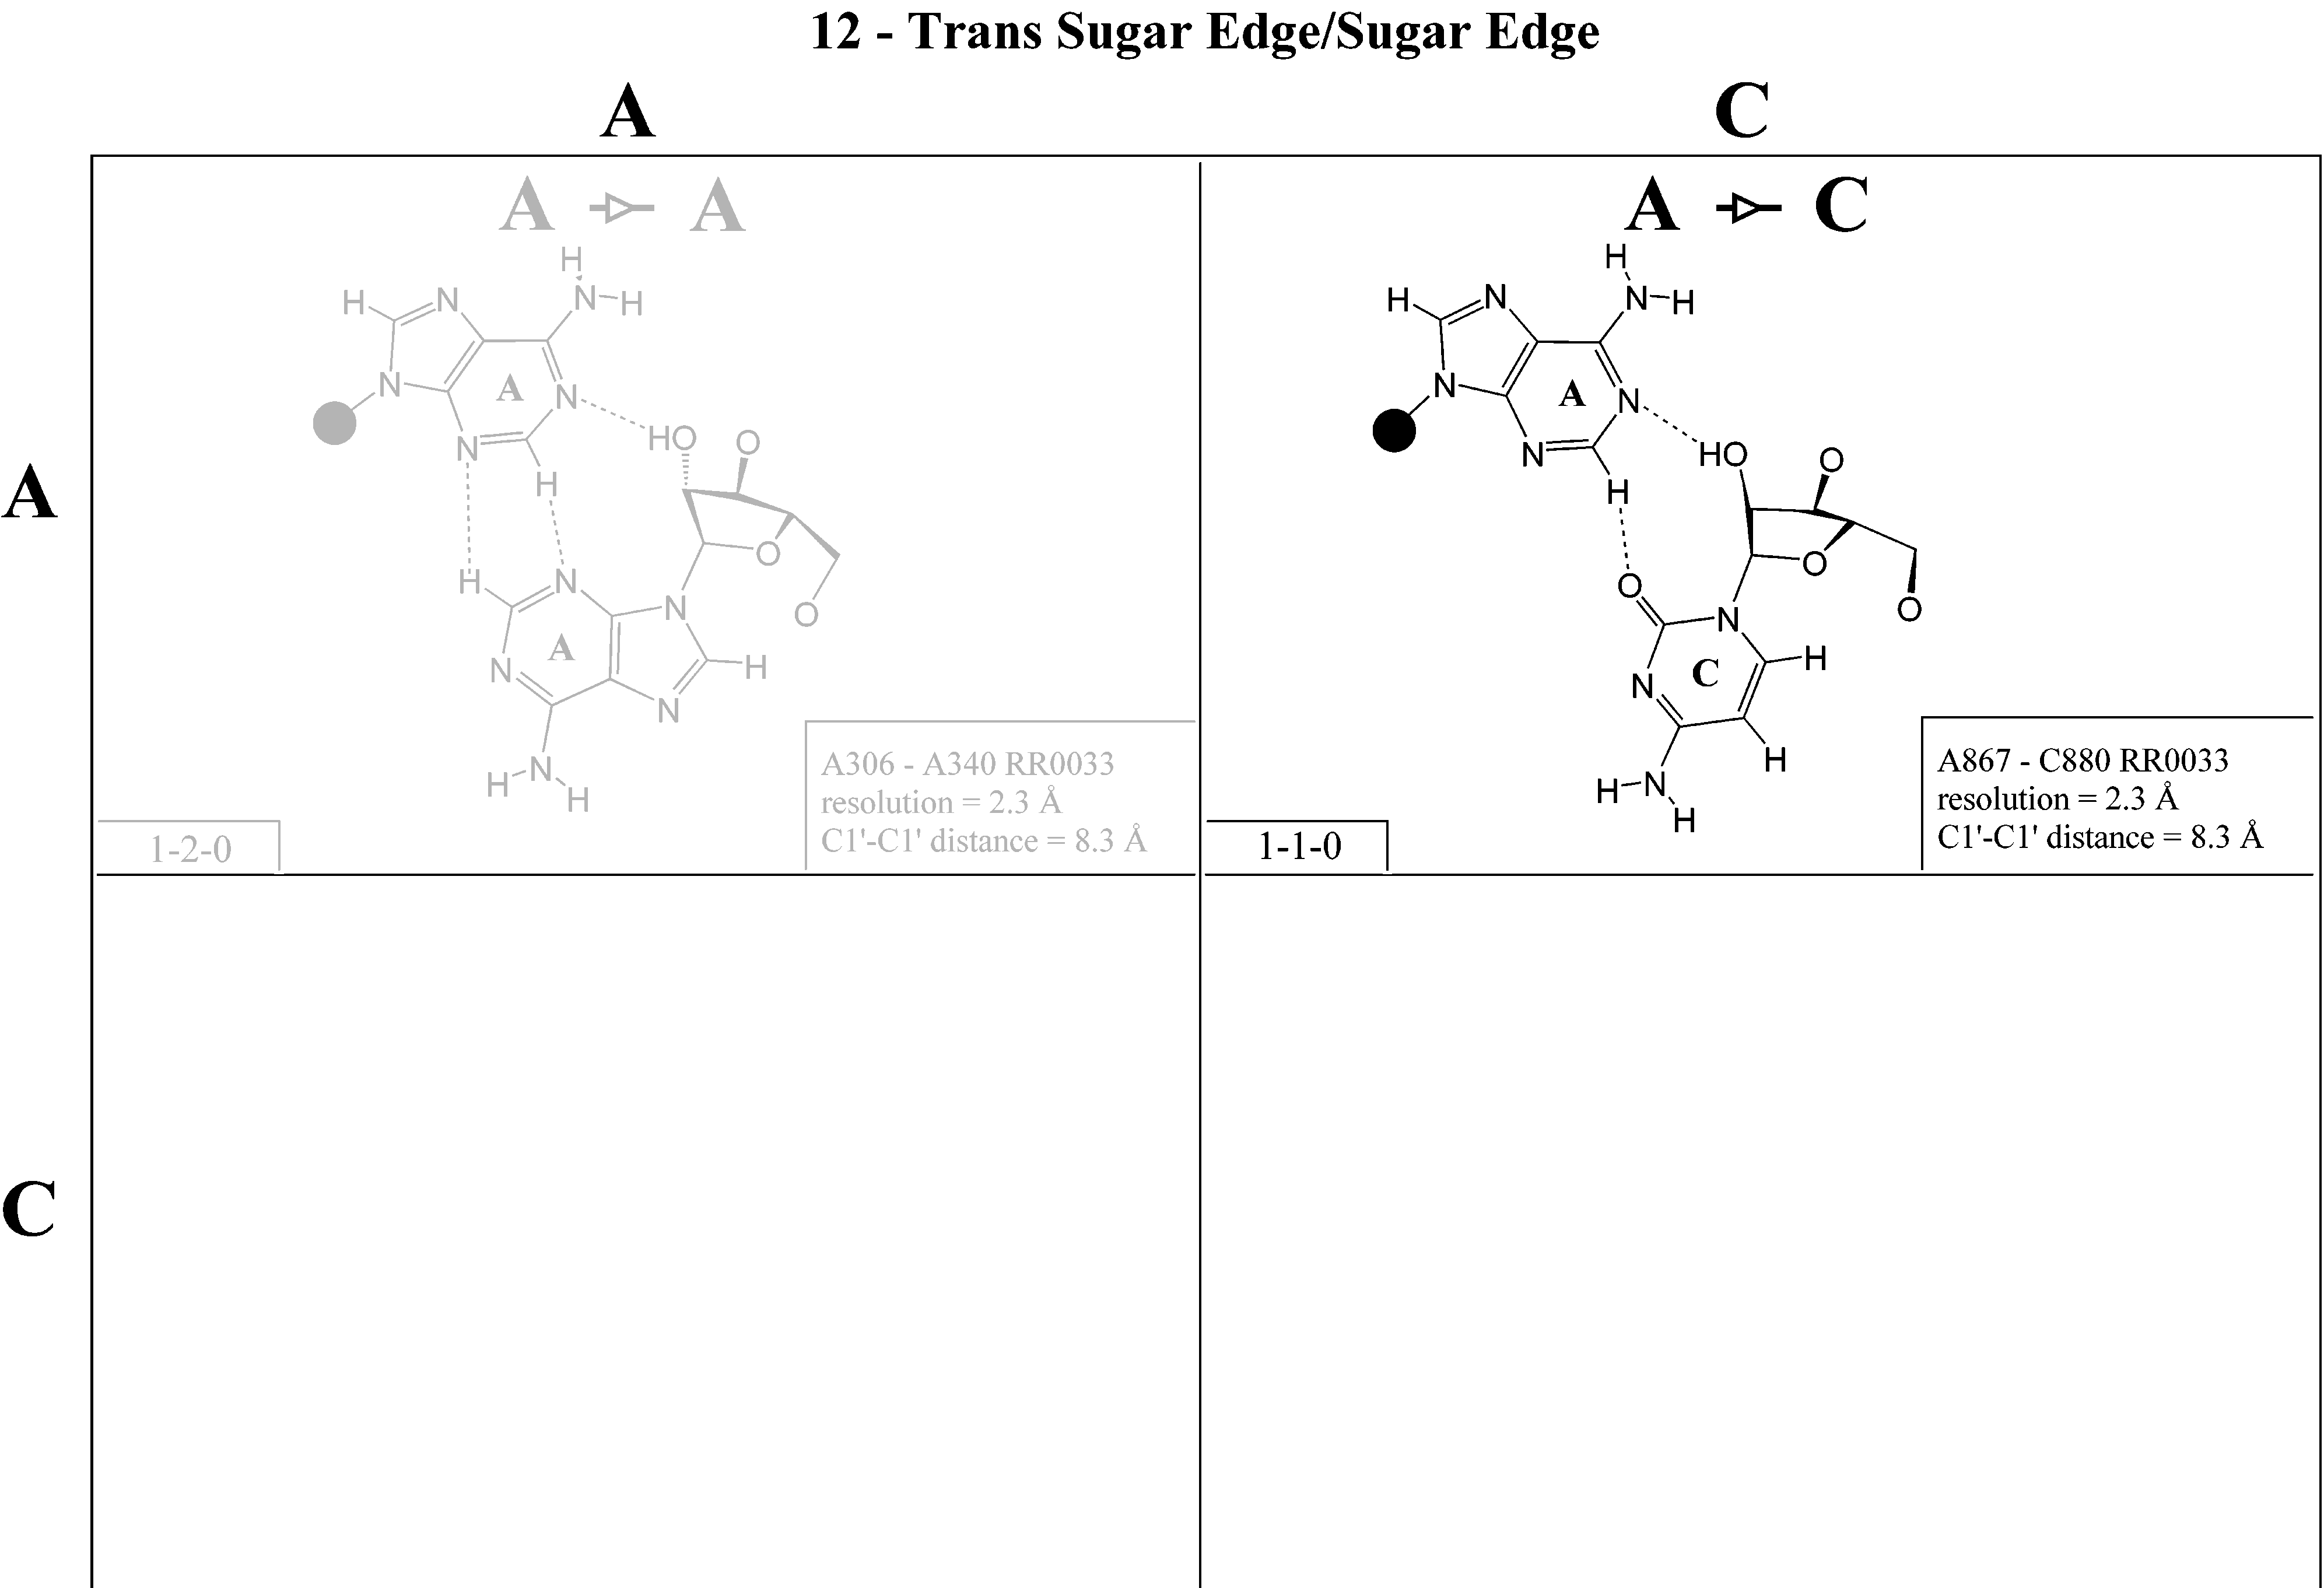 12 - Trans Sugar Edge/Sugar Edge
A
C
A
A A
H
H N N H
N A N
HO O
N
H
H N
N O
O
A
N H
N
N
H H
A306 - A340 RR0033
resolution = 2.3 Å
C1'-C1' distance = 8.3 Å
1-2-0
A C
H
H N N H
N A N
HO O
N
H
O
O
N O
C H
N
H
H N
H
A867 - C880 RR0033
resolution = 2.3 Å
C1'-C1' distance = 8.3 Å
1-1-0
C